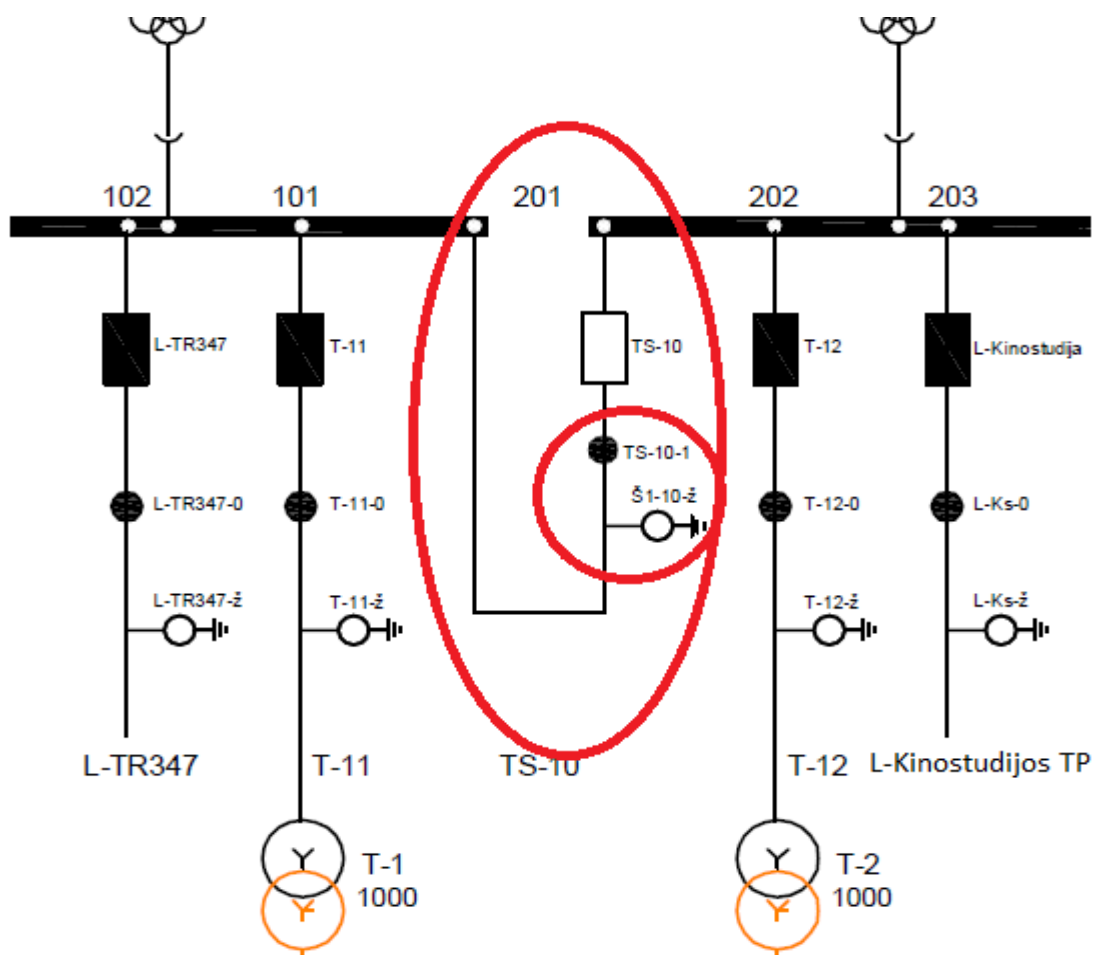 102
101
201
202
203
L-TR347
T-11
TS-10
T-12
L-Kinostudija
TS-10-1
Š1-10-ž
L-TR347-0
T-11-0
T-12-0
L-Ks-0
L-TR347-ž
T-11-ž
T-12-ž
L-Ks-ž
L-TR347
T-11
TS-10
T-12
L-Kinostudijos TP
T-1
1000
T-2
1000